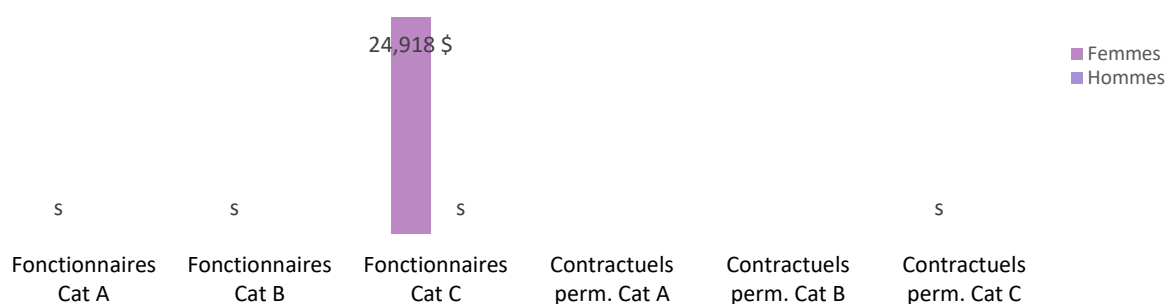 24,918 $
Femmes
Hommes
s
s
s
s
Fonctionnaires
Cat A
Fonctionnaires
Cat B
Fonctionnaires
Cat C
Contractuels
perm. Cat A
Contractuels
perm. Cat B
Contractuels
perm. Cat C